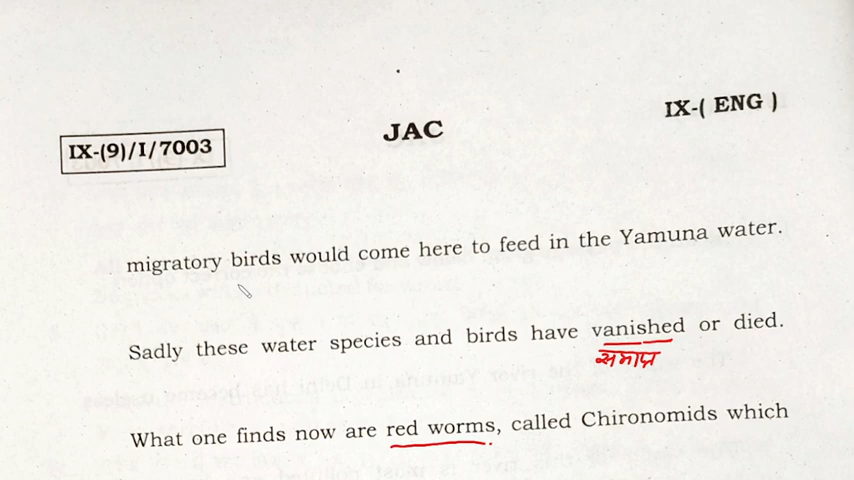 IX-( ENG )
JAC
IX-(9)/I/7003
migratory birds would come here to feed in the Yamuna water.
Sadly these water species and birds have vanished or died.
समाप्त
What one finds now are red worms, called Chironomids which